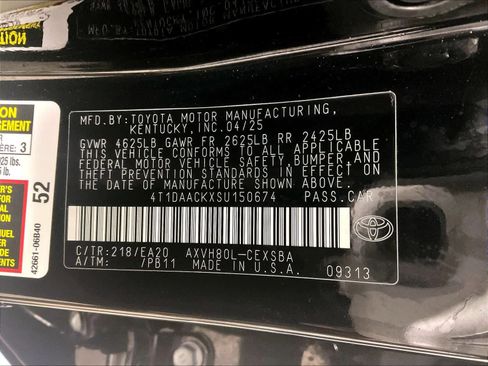 MFD.BY:TOYOTA MOTOR MANUFACTURING,
KENTUCKY,INC.04/25
GVWR 4625LB GAWR FR 2625LB RR 2425LB
THIS VEHICLE CONFORMS TO ALL APPLICABLE
FEDERAL MOTOR VEHICLE SAFETY,BUMPER,AND
THEFT PREVENTION STANDARDS IN EFFECT ON
THE DATE OF MANUFACTURE SHOWN ABOVE.
4T1DAACKXSU150674 PASS.CAR
C/TR:218/EA20 AXVH80L-CEXSBA
A/TM: /PB11 MADE IN U.S.A.
09313
TOYOTA
52
42661-06B40
3